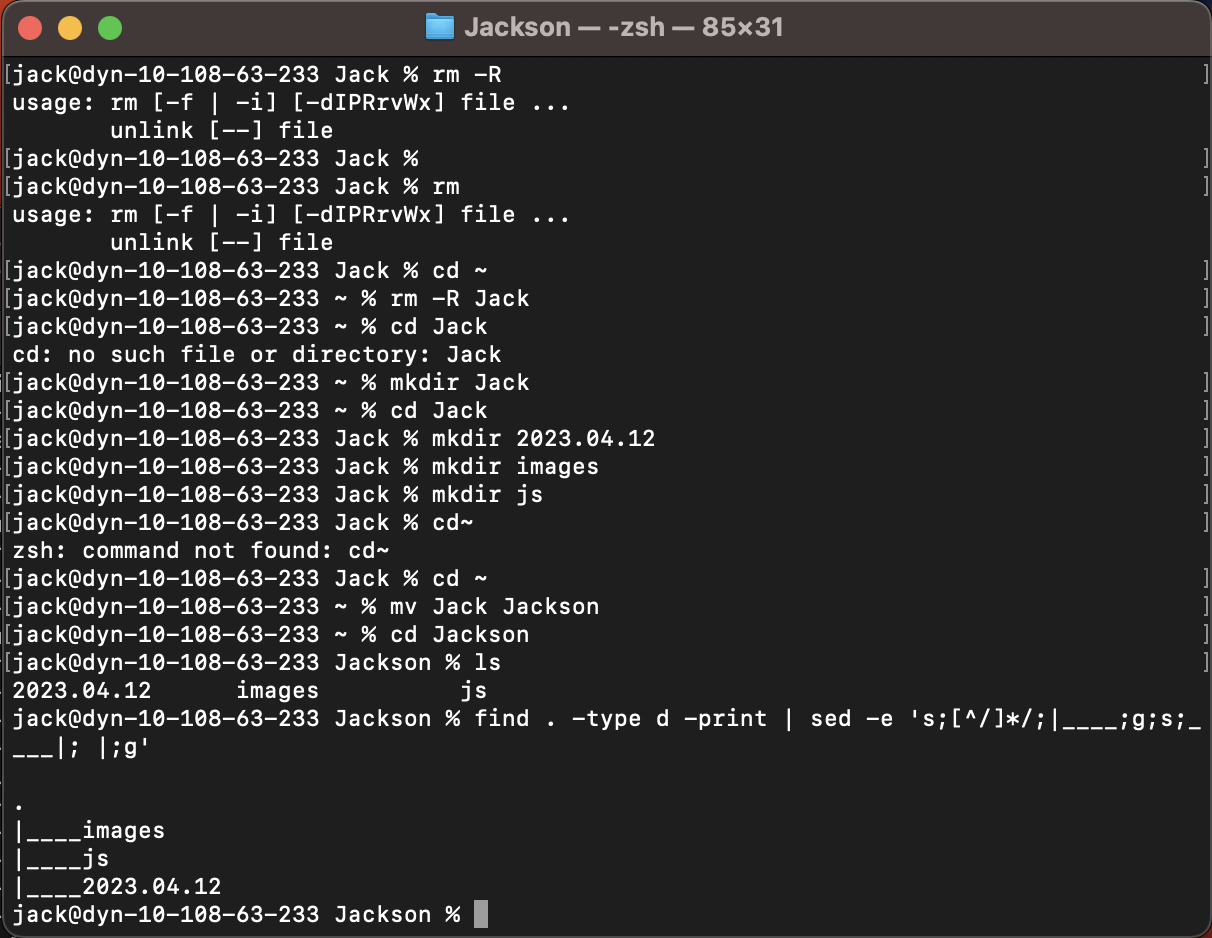 Jackson — -zsh — 85×31
[jack@dyn-10-108-63-233 Jack % rm -R ]
usage: rm [-f | -i] [-dIPRrvWx] file ...
       unlink [--] file
[jack@dyn-10-108-63-233 Jack % ]
[jack@dyn-10-108-63-233 Jack % rm ]
usage: rm [-f | -i] [-dIPRrvWx] file ...
       unlink [--] file
[jack@dyn-10-108-63-233 Jack % cd ~ ]
[jack@dyn-10-108-63-233 ~ % rm -R Jack ]
[jack@dyn-10-108-63-233 ~ % cd Jack ]
cd: no such file or directory: Jack
[jack@dyn-10-108-63-233 ~ % mkdir Jack ]
[jack@dyn-10-108-63-233 ~ % cd Jack ]
[jack@dyn-10-108-63-233 Jack % mkdir 2023.04.12 ]
[jack@dyn-10-108-63-233 Jack % mkdir images ]
[jack@dyn-10-108-63-233 Jack % mkdir js ]
[jack@dyn-10-108-63-233 Jack % cd~ ]
zsh: command not found: cd~
[jack@dyn-10-108-63-233 Jack % cd ~ ]
[jack@dyn-10-108-63-233 ~ % mv Jack Jackson ]
[jack@dyn-10-108-63-233 ~ % cd Jackson ]
[jack@dyn-10-108-63-233 Jackson % ls ]
2023.04.12      images          js
jack@dyn-10-108-63-233 Jackson % find . -type d -print | sed -e 's;[^/]*/;|____;g;s;_
___|; |;g'
.
|____images
|____js
|____2023.04.12
jack@dyn-10-108-63-233 Jackson %